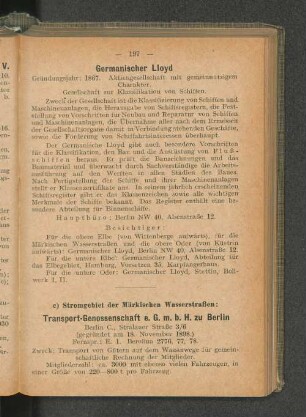 V.
— 197 —
Germanischer Lloyd
Gründungsjahr: 1867. Aktiengesellschaft mit gemeinnützigem
Charakter.
Gesellschaft zur Klassifikation von Schiffen.
Zweck der Gesellschaft ist die Klassifizierung von Schiffen und
Maschinenanlagen, die Herausgabe von Schiffsregistern, die Fest-
stellung von Vorschriften für Neubau und Reparatur von Schiffen
und Maschinenanlagen, die Übernahme aller nach dem Ermessen
der Gesellschaftsorgane damit in Verbindung stehenden Geschäfte,
sowie die Förderung von Schiffahrtsinteressen überhaupt.
Der Germanische Lloyd gibt auch besondere Vorschriften
für die Klassifikation, den Bau und die Ausrüstung von Fluß-
schiffen heraus. Er prüft die Bauzeichnungen und das
Baumaterial und überwacht durch Sachverständige die Arbeits-
ausführung auf den Werften, sowie an allen Stadien des Baues.
Nach Fertigstellung der Schiffs- und der Maschinenanlagen
stellt er Klassenzertifikate aus. In seinem jährlich erscheinenden
Schiffsregister gibt er die Klassenzeichen sowie alle wichtigen
Merkmale der Schiffe bekannt. Das Register enthält eine be-
sondere Abteilung für Binnenschiffe.
Hauptbüro: Berlin NW 40, Alsenstraße 12.
Besichtiger:
Für die obere Elbe (von Wittenberge aufwärts), für die
Märkischen Wasserstraßen und die obere Oder (von Küstrin
aufwärts): Germanischer Lloyd, Berlin NW 40, Alsenstraße 12.
Für die untere Elbe: Germanischer Lloyd, Abteilung für
das Elbegebiet, Hamburg, Vorsetzen 35, Karpfangerhaus.
Für die untere Oder: Germanischer Lloyd, Stettin, Boll-
werk 1, II.
c) Stromgebiet der Märkischen Wasserstraßen:
Transport-Genossenschaft e. G. m. b. H. zu Berlin
Berlin C., Stralauer Straße 3/6
(gegründet am 18. November 1898.)
Fernspr.: E. 1. Berolina 2776, 77, 78.
Zweck: Transport von Gütern auf dem Wasserwege für gemein-
schaftliche Rechnung der Mitglieder.
Mitgliederzahl: ca. 3000 mit ebenso vielen Fahrzeugen, in
einer Größe von 220—800 t pro Fahrzeug.